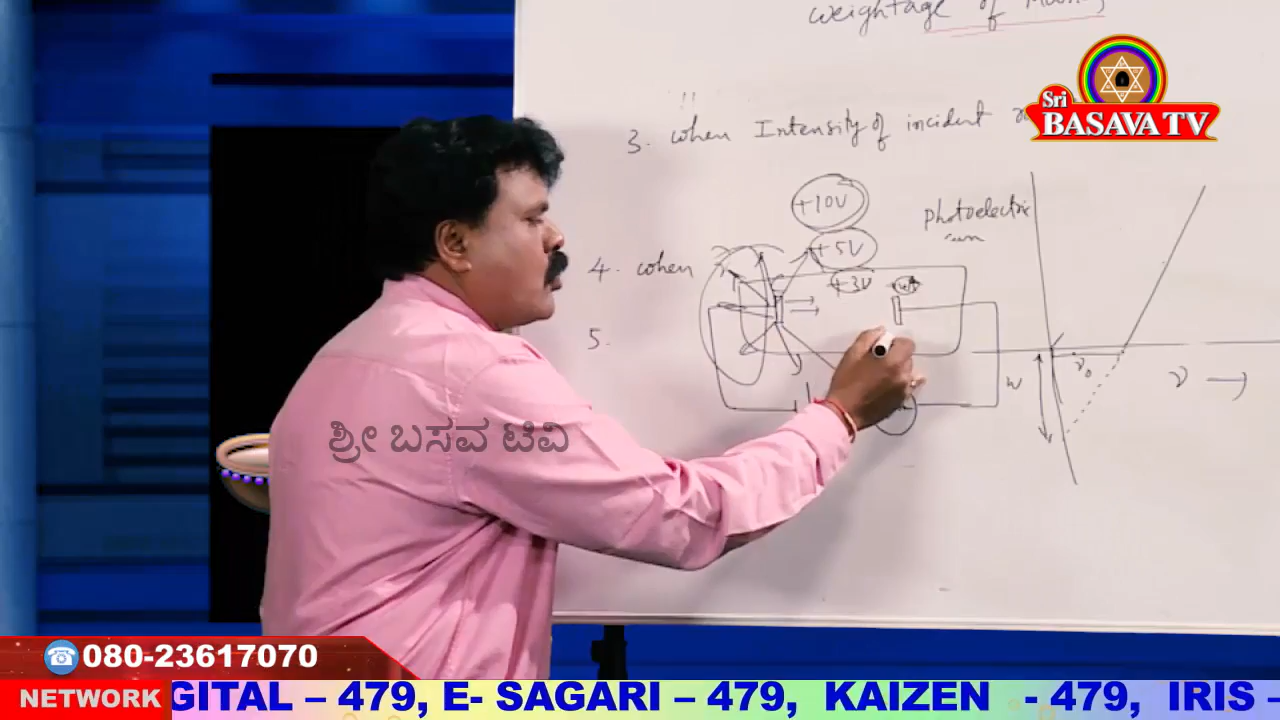 weightage of
Sri
BASAVA TV
3. when Intensity of incident
+10V
photoelectric
+5V
4. when
+3V
5.
ν₀
w
ν →
ಶ್ರೀ ಬಸವ ಟಿವಿ
080-23617070
NETWORK
GITAL – 479, E- SAGARI – 479, KAIZEN - 479, IRIS -